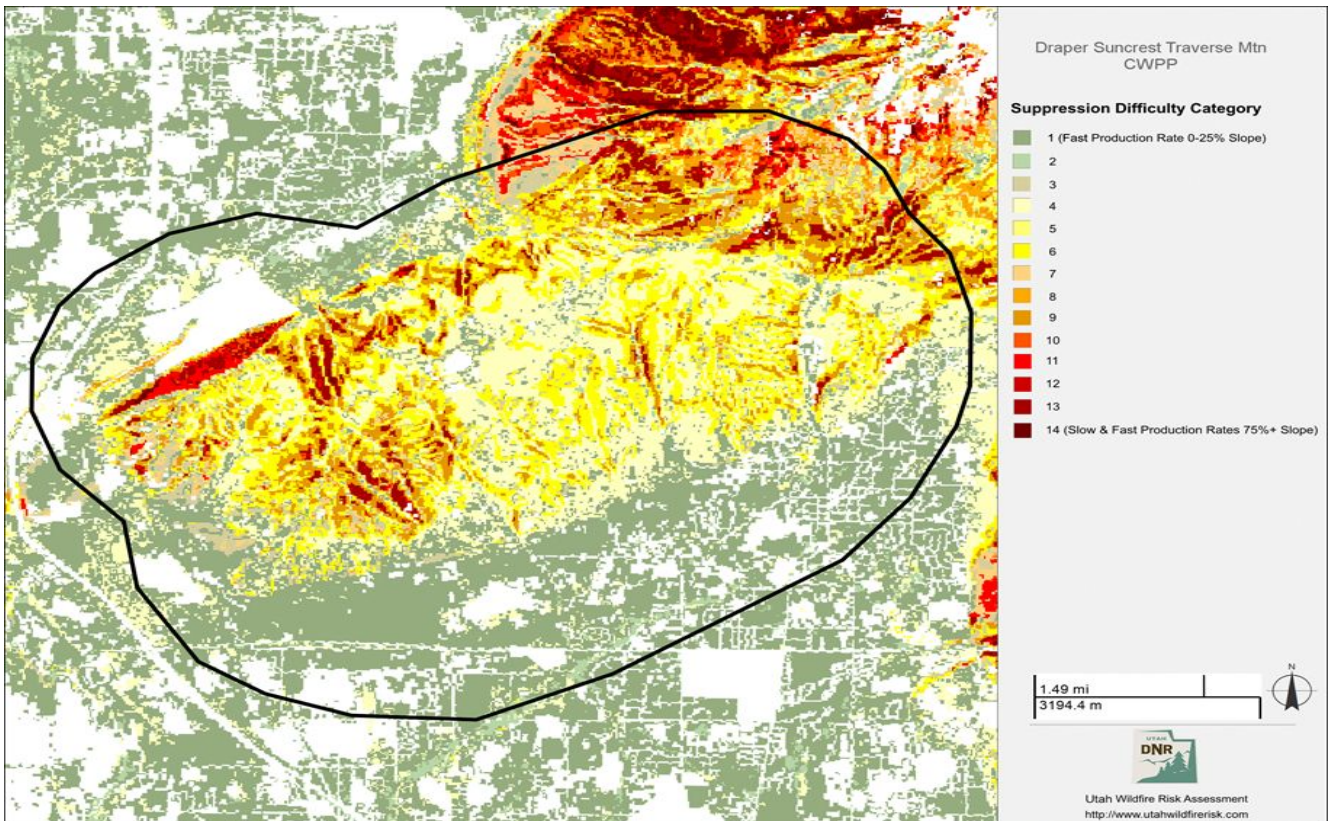 Draper Suncrest Traverse Mtn
CWPP
Suppression Difficulty Category
1 (Fast Production Rate 0-25% Slope)
2
3
4
5
6
7
8
9
10
11
12
13
14 (Slow & Fast Production Rates 75%+ Slope)
1.49 mi
3194.4 m
N
UTAH
DNR
Utah Wildfire Risk Assessment
http://www.utahwildfirerisk.com